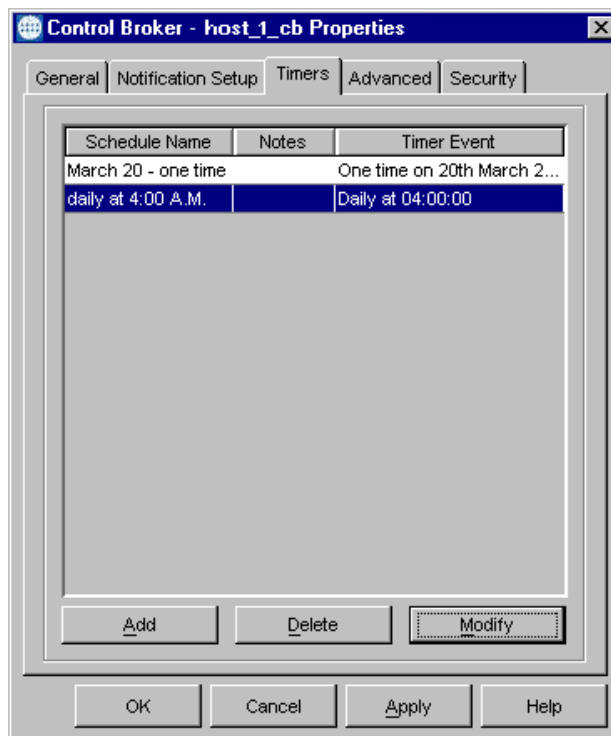 Control Broker - host_1_cb Properties
General Notification Setup Timers Advanced Security
Schedule Name Notes Timer Event
March 20 - one time One time on 20th March 2...
daily at 4:00 A.M. Daily at 04:00:00
Add Delete Modify
OK Cancel Apply Help